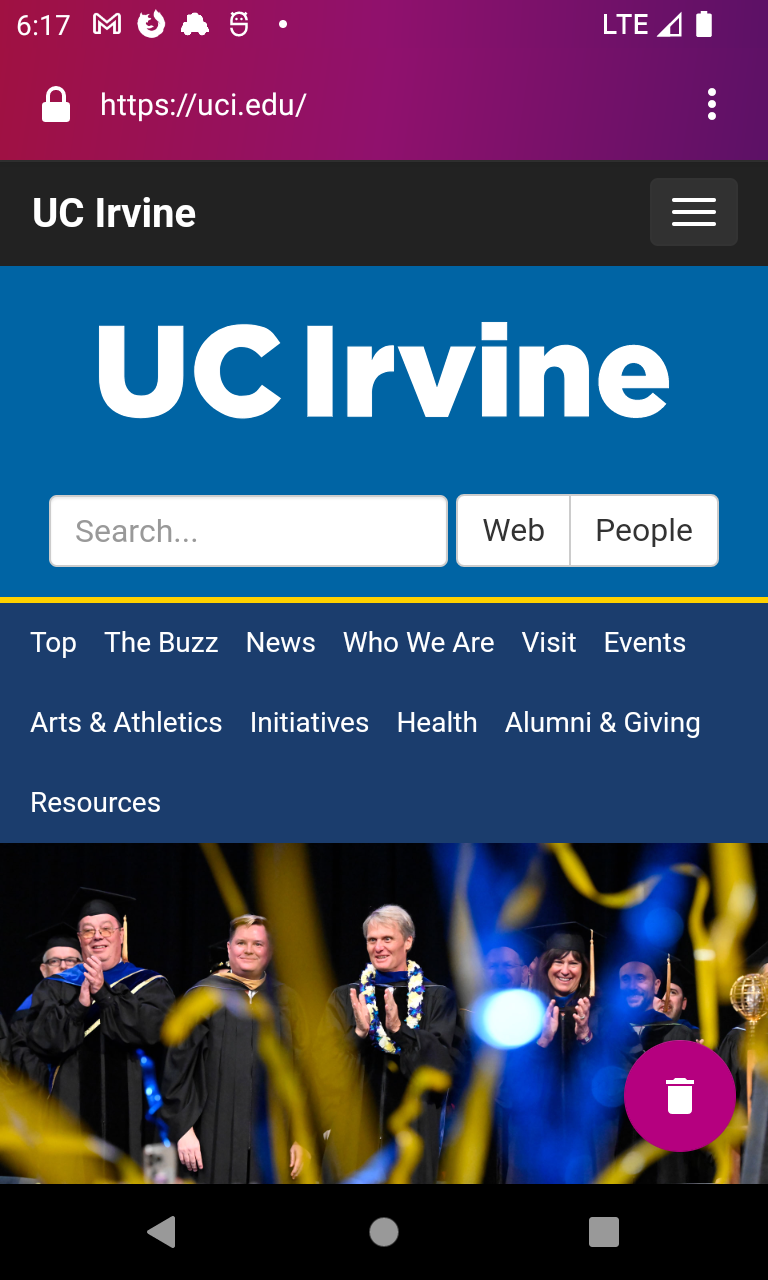 6:17 LTE
https://uci.edu/
UC Irvine
UC Irvine
Search... Web People
Top The Buzz News Who We Are Visit Events
Arts & Athletics Initiatives Health Alumni & Giving
Resources